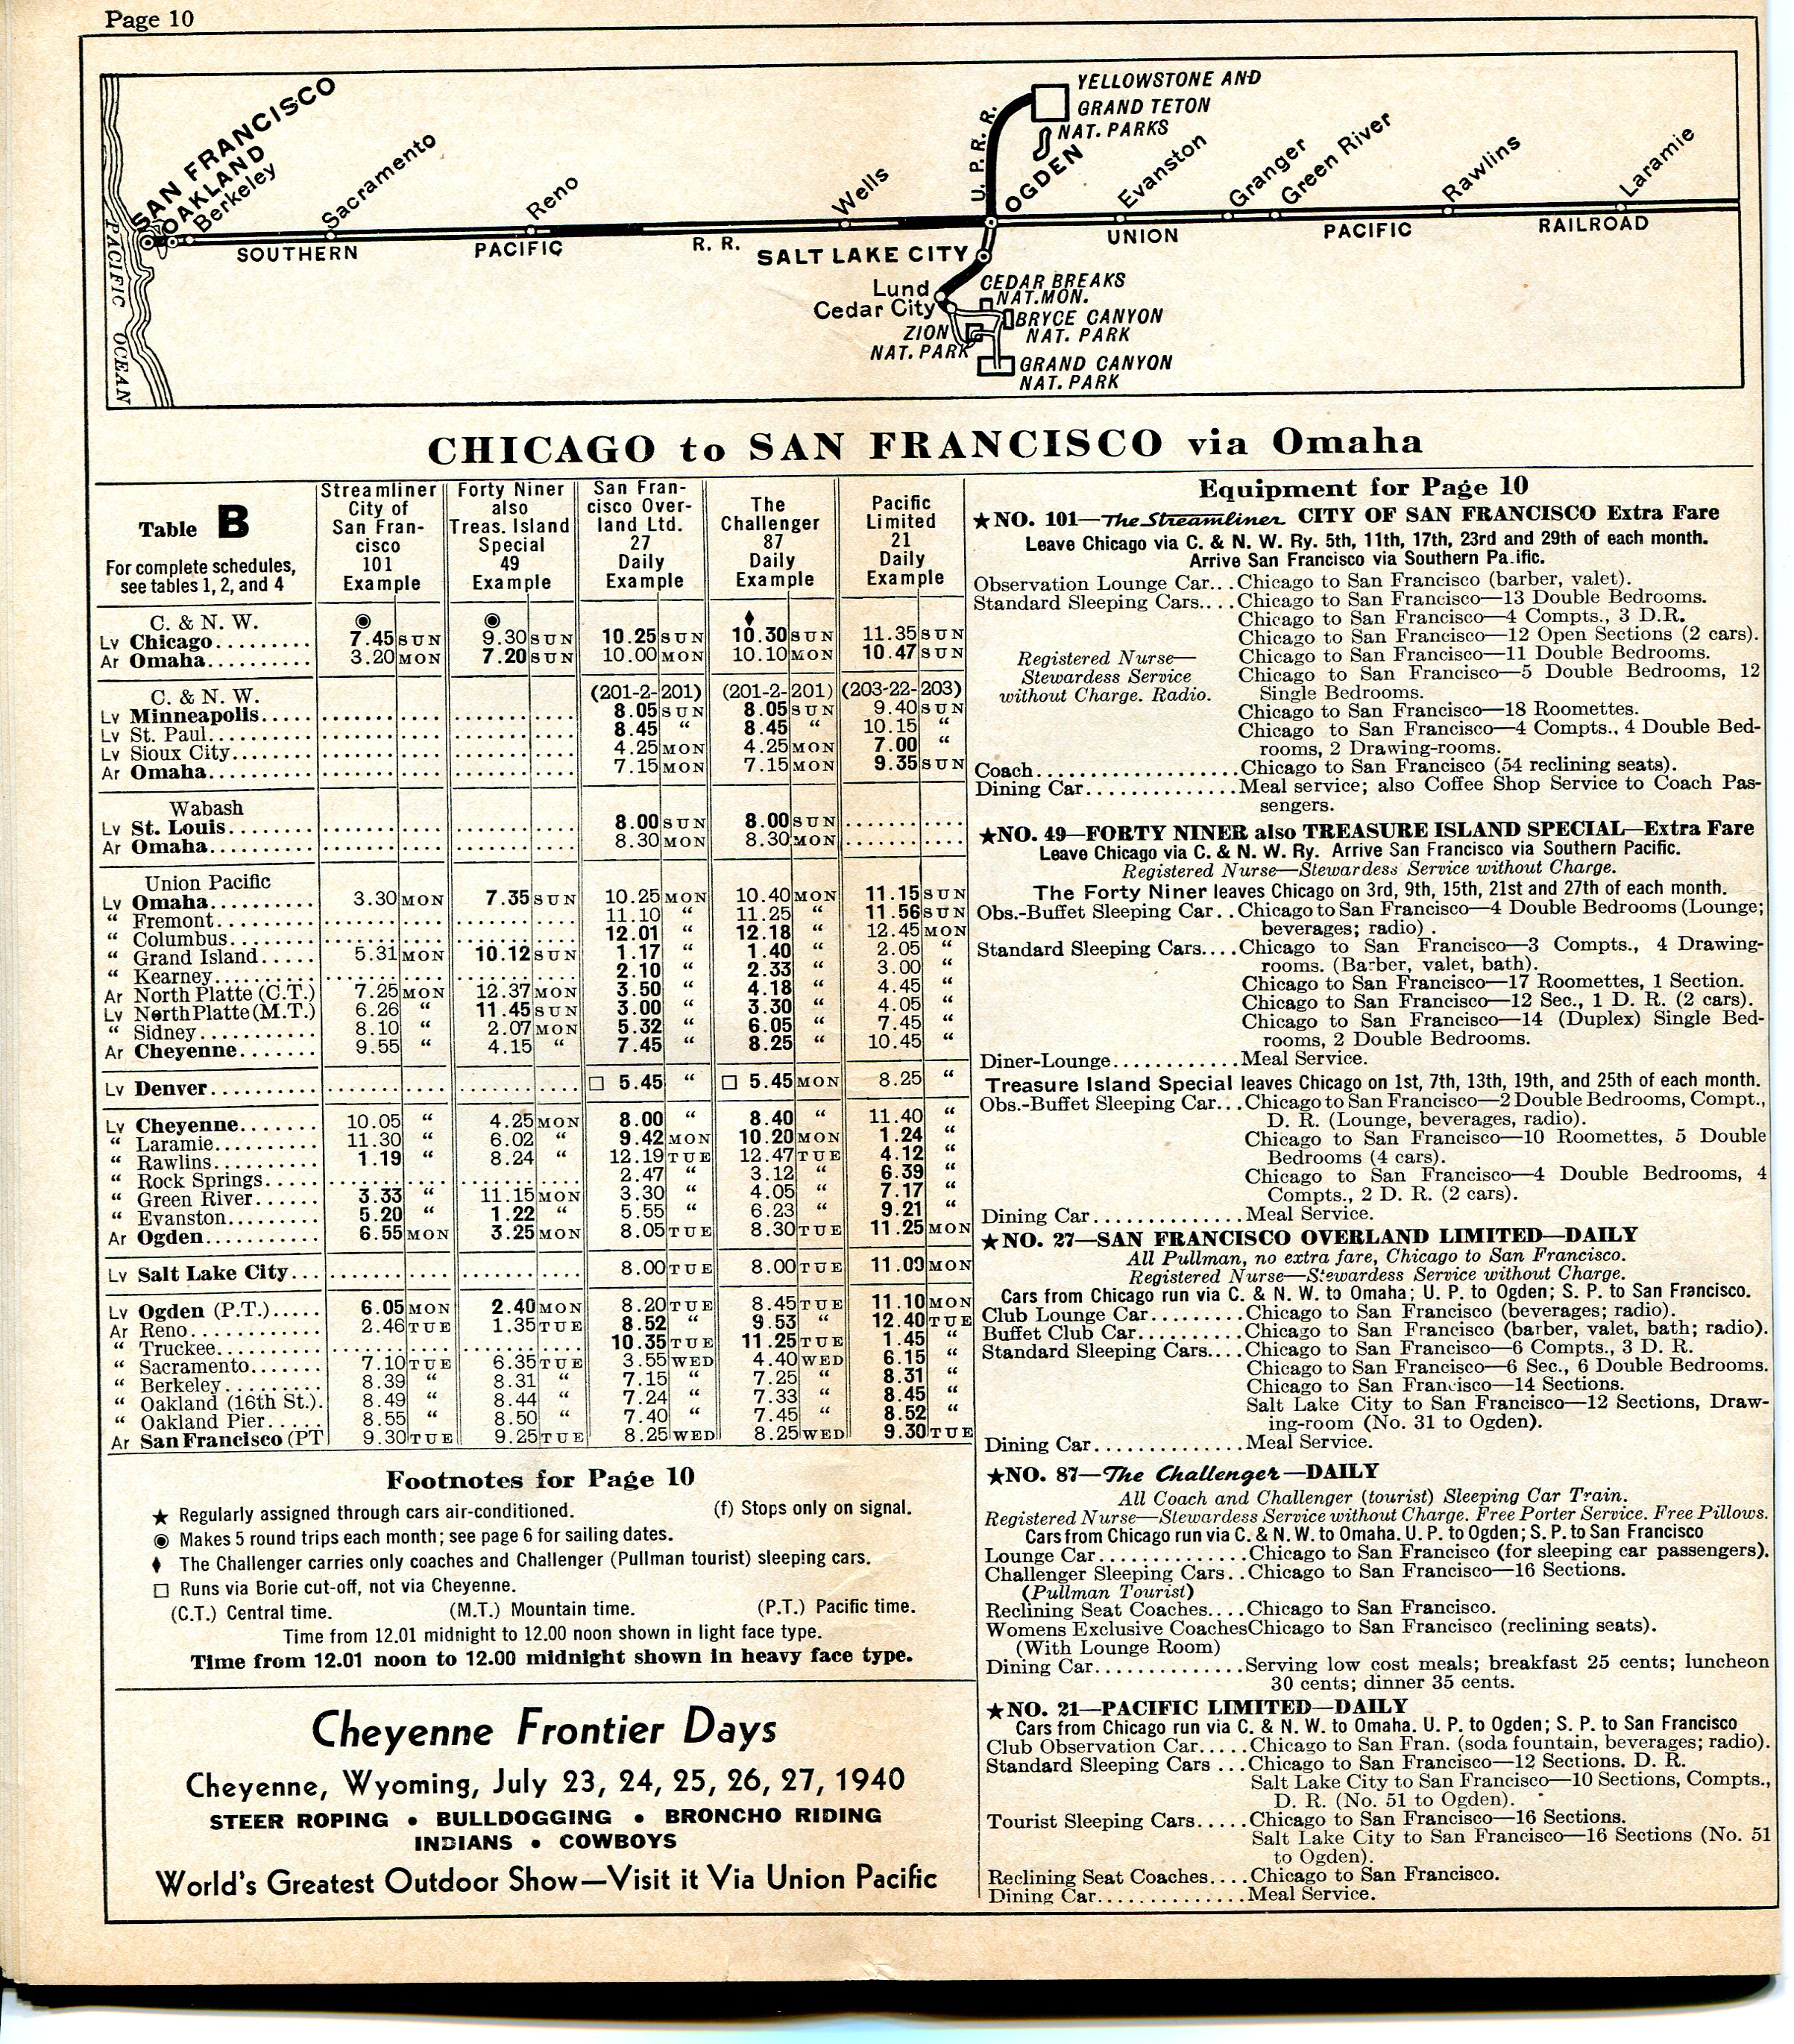 Page 10
SAN FRANCISCO
OAKLAND
Berkeley
Sacramento
Reno
Wells
U. P. R. R.
OGDEN
YELLOWSTONE AND
GRAND TETON
NAT. PARKS
Evanston
Granger
Green River
Rawlins
Laramie
PACIFIC OCEAN
SOUTHERN PACIFIC R. R.
UNION PACIFIC RAILROAD
SALT LAKE CITY
Lund
Cedar City
CEDAR BREAKS
NAT. MON.
BRYCE CANYON
NAT. PARK
ZION
NAT. PARK
GRAND CANYON
NAT. PARK
CHICAGO to SAN FRANCISCO via Omaha
Table B
For complete schedules,
see tables 1, 2, and 4
Streamliner
City of
San Fran-
cisco
101
Example
Forty Niner
also
Treas. Island
Special
49
Example
San Fran-
cisco Over-
land Ltd.
27
Daily
Example
The
Challenger
87
Daily
Example
Pacific
Limited
21
Daily
Example
C. & N. W. ◉ ◉ ♦
Lv Chicago......... 7.45 SUN 9.30 SUN 10.25 SUN 10.30 SUN 11.35 SUN
Ar Omaha.......... 3.20 MON 7.20 SUN 10.00 MON 10.10 MON 10.47 SUN
C. & N. W. (201-2-201) (201-2-201) (203-22-203)
Lv Minneapolis..... 8.05 SUN 8.05 SUN 9.40 SUN
Lv St. Paul......... 8.45 “ 8.45 “ 10.15 “
Lv Sioux City....... 4.25 MON 4.25 MON 7.00 “
Ar Omaha.......... 7.15 MON 7.15 MON 9.35 SUN
Wabash
Lv St. Louis........ 8.00 SUN 8.00 SUN
Ar Omaha.......... 8.30 MON 8.30 MON
Union Pacific
Lv Omaha.......... 3.30 MON 7.35 SUN 10.25 MON 10.40 MON 11.15 SUN
“ Fremont.......... 11.10 “ 11.25 “ 11.56 SUN
“ Columbus........ 12.01 “ 12.18 “ 12.45 MON
“ Grand Island..... 5.31 MON 10.12 SUN 1.17 “ 1.40 “ 2.05 “
“ Kearney.......... 2.10 “ 2.33 “ 3.00 “
Ar North Platte (C.T.) 7.25 MON 12.37 MON 3.50 “ 4.18 “ 4.45 “
Lv North Platte (M.T.) 6.26 “ 11.45 SUN 3.00 “ 3.30 “ 4.05 “
“ Sidney........... 8.10 “ 2.07 MON 5.32 “ 6.05 “ 7.45 “
Ar Cheyenne....... 9.55 “ 4.15 “ 7.45 “ 8.25 “ 10.45 “
Lv Denver.......... □ 5.45 “ □ 5.45 MON 8.25 “
Lv Cheyenne....... 10.05 “ 4.25 MON 8.00 “ 8.40 “ 11.40 “
“ Laramie.......... 11.30 “ 6.02 “ 9.42 MON 10.20 MON 1.24 “
“ Rawlins.......... 1.19 “ 8.24 “ 12.19 TUE 12.47 TUE 4.12 “
“ Rock Springs..... 2.47 “ 3.12 “ 6.39 “
“ Green River...... 3.33 “ 11.15 MON 3.30 “ 4.05 “ 7.17 “
“ Evanston......... 5.20 “ 1.22 “ 5.55 “ 6.23 “ 9.21 “
Ar Ogden........... 6.55 MON 3.25 MON 8.05 TUE 8.30 TUE 11.25 MON
Lv Salt Lake City... 8.00 TUE 8.00 TUE 11.00 MON
Lv Ogden (P.T.)..... 6.05 MON 2.40 MON 8.20 TUE 8.45 TUE 11.10 MON
Ar Reno............ 2.46 TUE 1.35 TUE 8.52 “ 9.53 “ 12.40 TUE
“ Truckee.......... 10.35 TUE 11.25 TUE 1.45 “
“ Sacramento....... 7.10 TUE 6.35 TUE 3.55 WED 4.40 WED 6.15 “
“ Berkeley.......... 8.39 “ 8.31 “ 7.15 “ 7.25 “ 8.31 “
“ Oakland (16th St.). 8.49 “ 8.44 “ 7.24 “ 7.33 “ 8.45 “
“ Oakland Pier..... 8.55 “ 8.50 “ 7.40 “ 7.45 “ 8.52 “
Ar San Francisco (PT 9.30 TUE 9.25 TUE 8.25 WED 8.25 WED 9.30 TUE
Footnotes for Page 10
★ Regularly assigned through cars air-conditioned. (f) Stops only on signal.
◉ Makes 5 round trips each month; see page 6 for sailing dates.
♦ The Challenger carries only coaches and Challenger (Pullman tourist) sleeping cars.
□ Runs via Borie cut-off, not via Cheyenne.
(C.T.) Central time. (M.T.) Mountain time. (P.T.) Pacific time.
Time from 12.01 midnight to 12.00 noon shown in light face type.
Time from 12.01 noon to 12.00 midnight shown in heavy face type.
Cheyenne Frontier Days
Cheyenne, Wyoming, July 23, 24, 25, 26, 27, 1940
STEER ROPING • BULLDOGGING • BRONCHO RIDING
INDIANS • COWBOYS
World's Greatest Outdoor Show—Visit it Via Union Pacific
Equipment for Page 10
★NO. 101—The Streamliner CITY OF SAN FRANCISCO Extra Fare
Leave Chicago via C. & N. W. Ry. 5th, 11th, 17th, 23rd and 29th of each month.
Arrive San Francisco via Southern Pa.ific.
Observation Lounge Car...Chicago to San Francisco (barber, valet).
Standard Sleeping Cars....Chicago to San Francisco—13 Double Bedrooms.
Chicago to San Francisco—4 Compts., 3 D.R.
Chicago to San Francisco—12 Open Sections (2 cars).
Registered Nurse—
Stewardess Service
without Charge. Radio.
Chicago to San Francisco—11 Double Bedrooms.
Chicago to San Francisco—5 Double Bedrooms, 12
Single Bedrooms.
Chicago to San Francisco—18 Roomettes.
Chicago to San Francisco—4 Compts., 4 Double Bed-
rooms, 2 Drawing-rooms.
Coach....................Chicago to San Francisco (54 reclining seats).
Dining Car...............Meal service; also Coffee Shop Service to Coach Pas-
sengers.
★NO. 49—FORTY NINER also TREASURE ISLAND SPECIAL—Extra Fare
Leave Chicago via C. & N. W. Ry. Arrive San Francisco via Southern Pacific.
Registered Nurse—Stewardess Service without Charge.
The Forty Niner leaves Chicago on 3rd, 9th, 15th, 21st and 27th of each month.
Obs.-Buffet Sleeping Car..Chicago to San Francisco—4 Double Bedrooms (Lounge;
beverages; radio).
Standard Sleeping Cars....Chicago to San Francisco—3 Compts., 4 Drawing-
rooms. (Barber, valet, bath).
Chicago to San Francisco—17 Roomettes, 1 Section.
Chicago to San Francisco—12 Sec., 1 D. R. (2 cars).
Chicago to San Francisco—14 (Duplex) Single Bed-
rooms, 2 Double Bedrooms.
Diner-Lounge............Meal Service.
Treasure Island Special leaves Chicago on 1st, 7th, 13th, 19th, and 25th of each month.
Obs.-Buffet Sleeping Car...Chicago to San Francisco—2 Double Bedrooms, Compt.,
D. R. (Lounge, beverages, radio).
Chicago to San Francisco—10 Roomettes, 5 Double
Bedrooms (4 cars).
Chicago to San Francisco—4 Double Bedrooms, 4
Compts., 2 D. R. (2 cars).
Dining Car...............Meal Service.
★NO. 27—SAN FRANCISCO OVERLAND LIMITED—DAILY
All Pullman, no extra fare, Chicago to San Francisco.
Registered Nurse—Stewardess Service without Charge.
Cars from Chicago run via C. & N. W. to Omaha; U. P. to Ogden; S. P. to San Francisco.
Club Lounge Car..........Chicago to San Francisco (beverages; radio).
Buffet Club Car..........Chicago to San Francisco (barber, valet, bath; radio).
Standard Sleeping Cars....Chicago to San Francisco—6 Compts., 3 D. R.
Chicago to San Francisco—6 Sec., 6 Double Bedrooms.
Chicago to San Francisco—14 Sections.
Salt Lake City to San Francisco—12 Sections, Draw-
ing-room (No. 31 to Ogden).
Dining Car...............Meal Service.
★NO. 87—The Challenger—DAILY
All Coach and Challenger (tourist) Sleeping Car Train.
Registered Nurse—Stewardess Service without Charge. Free Porter Service. Free Pillows.
Cars from Chicago run via C. & N. W. to Omaha. U. P. to Ogden; S. P. to San Francisco
Lounge Car...............Chicago to San Francisco (for sleeping car passengers).
Challenger Sleeping Cars..Chicago to San Francisco—16 Sections.
(Pullman Tourist)
Reclining Seat Coaches....Chicago to San Francisco.
Womens Exclusive CoachesChicago to San Francisco (reclining seats).
(With Lounge Room)
Dining Car...............Serving low cost meals; breakfast 25 cents; luncheon
30 cents; dinner 35 cents.
★NO. 21—PACIFIC LIMITED—DAILY
Cars from Chicago run via C. & N. W. to Omaha. U. P. to Ogden; S. P. to San Francisco
Club Observation Car.....Chicago to San Fran. (soda fountain, beverages; radio).
Standard Sleeping Cars ...Chicago to San Francisco—12 Sections. D. R.
Salt Lake City to San Francisco—10 Sections, Compts.,
D. R. (No. 51 to Ogden).
Tourist Sleeping Cars.....Chicago to San Francisco—16 Sections.
Salt Lake City to San Francisco—16 Sections (No. 51
to Ogden).
Reclining Seat Coaches....Chicago to San Francisco.
Dining Car...............Meal Service.